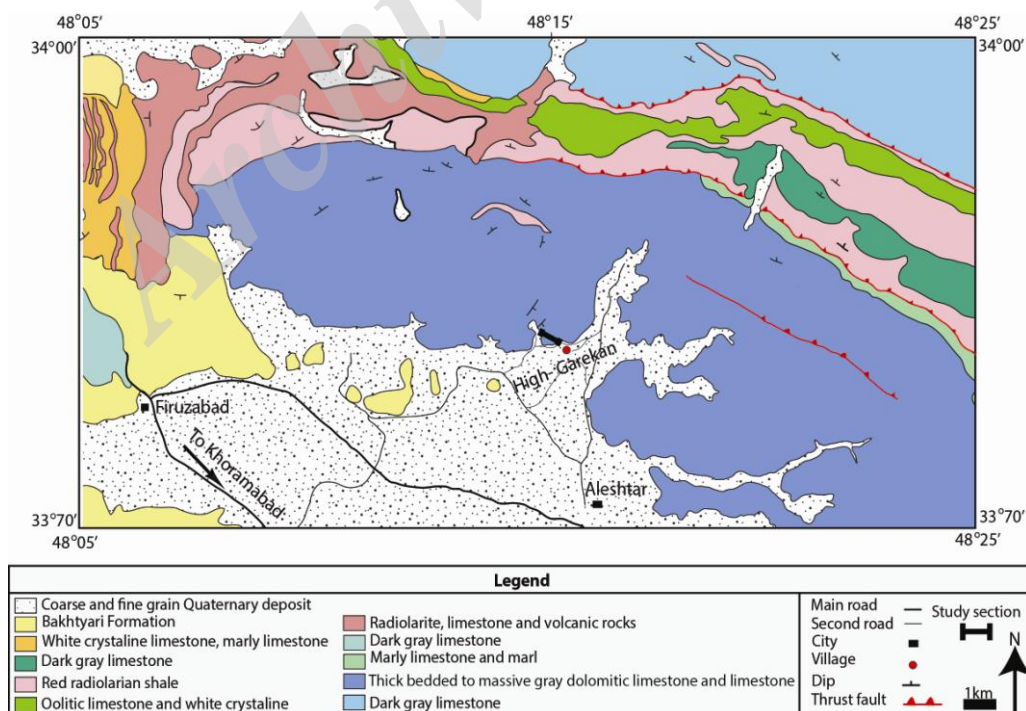 48°05′ 48°15′ 48°25′
34°00′ 34°00′
Archiv
High- Garekan
Firuzabad
To Khoramabad
Aleshtar
33°70′ 33°70′
48°05′ 48°25′
Legend
Coarse and fine grain Quaternary deposit
Bakhtyari Formation
White crystaline limestone, marly limestone
Dark gray limestone
Red radiolarian shale
Oolitic limestone and white crystaline
Radiolarite, limestone and volcanic rocks
Dark gray limestone
Marly limestone and marl
Thick bedded to massive gray dolomitic limestone and limestone
Dark gray limestone
Main road
Second road
City
Village
Dip
Thrust fault
Study section
N
1km